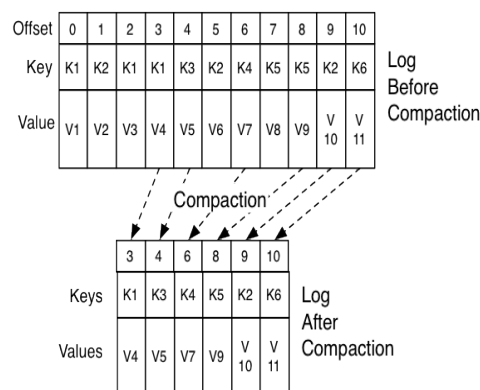 Offset 0 1 2 3 4 5 6 7 8 9 10
Key K1 K2 K1 K1 K3 K2 K4 K5 K5 K2 K6
Value V1 V2 V3 V4 V5 V6 V7 V8 V9 V 10 V 11
Log
Before
Compaction
Compaction
3 4 6 8 9 10
Keys K1 K3 K4 K5 K2 K6
Values V4 V5 V7 V9 V 10 V 11
Log
After
Compaction